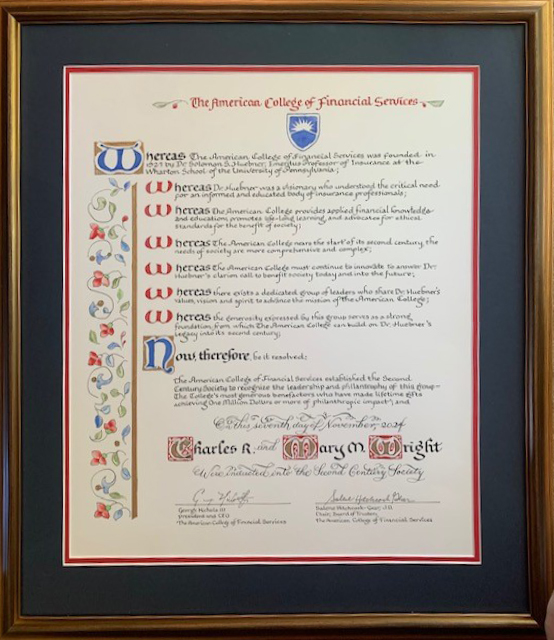 The American College of Financial Services
Whereas The American College of Financial Services was founded in
1927 by Dr. Solomon S. Huebner, Emeritus Professor of Insurance at the
Wharton School of the University of Pennsylvania;
Whereas Dr. Huebner was a visionary who understood the critical need
for an informed and educated body of insurance professionals;
Whereas The American College provides applied financial knowledge
and education, promotes life-long learning, and advocates for ethical
standards for the benefit of society;
Whereas The American College nears the start of its second century, the
needs of society are more comprehensive and complex;
Whereas The American College must continue to innovate to answer Dr.
Huebner's clarion call to benefit society today and into the future;
Whereas there exists a dedicated group of leaders who share Dr. Huebner's
values, vision and spirit to advance the mission of The American College;
Whereas the generosity expressed by this group serves as a strong
foundation from which The American College can build on Dr. Huebner's
legacy into its second century;
Now, therefore, be it resolved;
The American College of Financial Services established the Second
Century Society to recognize the leadership and philanthropy of this group—
The College's most generous benefactors who have made lifetime gifts
achieving One Million Dollars or more of philanthropic impact; and
On this seventh day of November, 2024
Charles R. and Mary M. Wright
Were inducted into the Second Century Society
George Nichols III
President and CEO
The American College of Financial Services
Chair, Board of Trustees
The American College of Financial Services